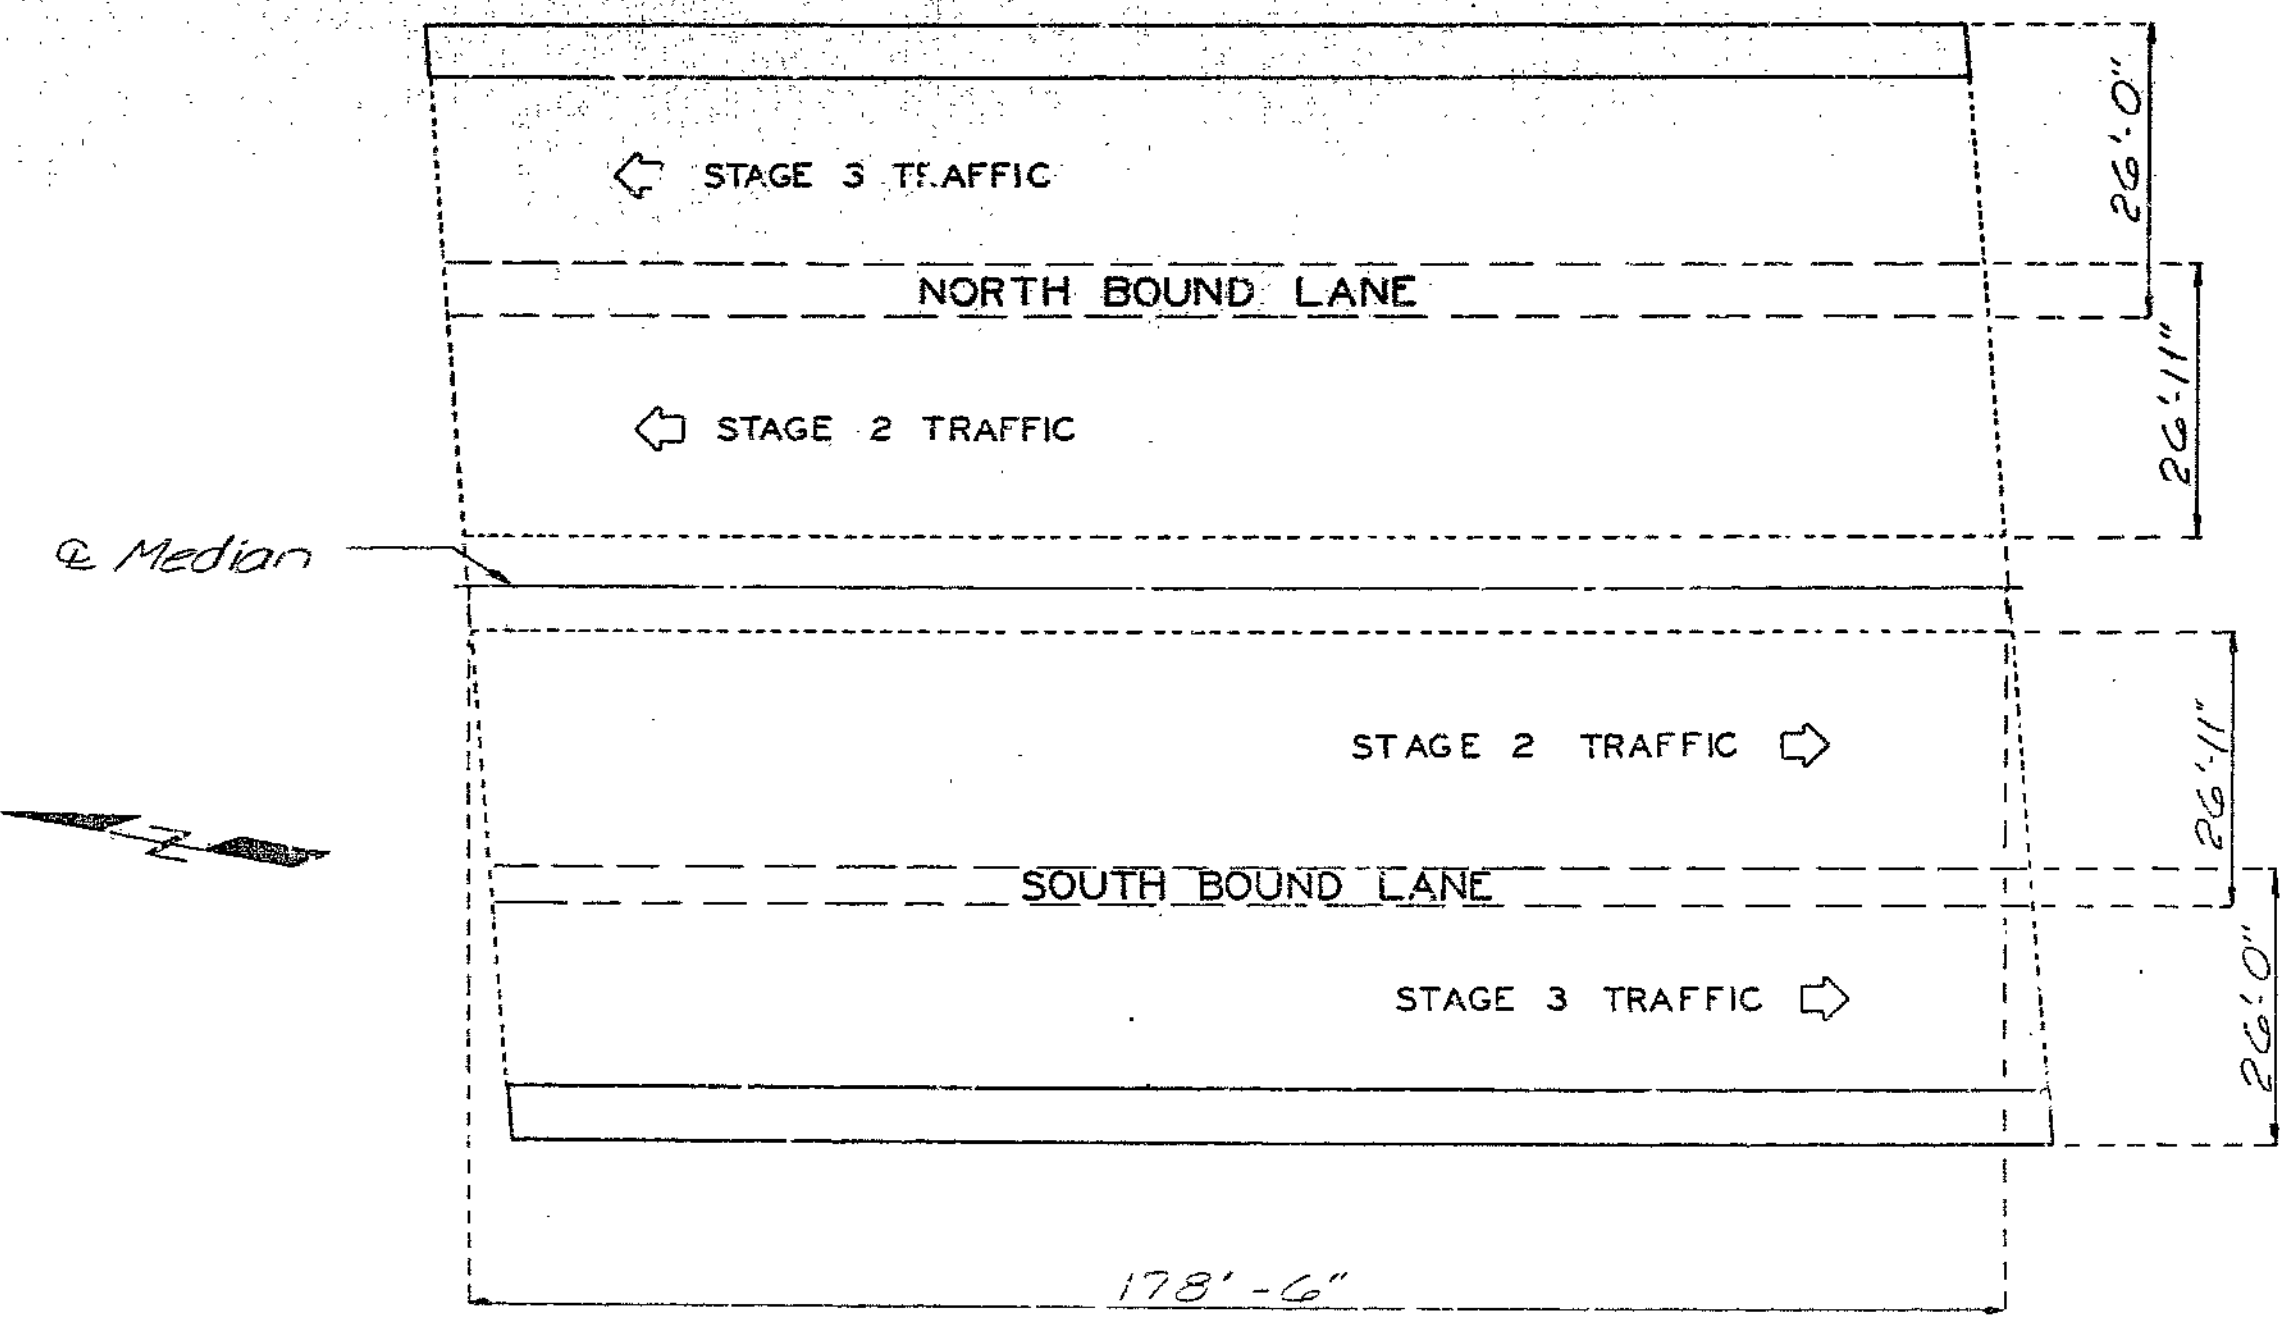 26'-0"
STAGE 3 TRAFFIC
NORTH BOUND LANE
26'-11"
STAGE 2 TRAFFIC
℄ Median
STAGE 2 TRAFFIC
26'-11"
Z
SOUTH BOUND LANE
26'-0"
STAGE 3 TRAFFIC
178'-6"